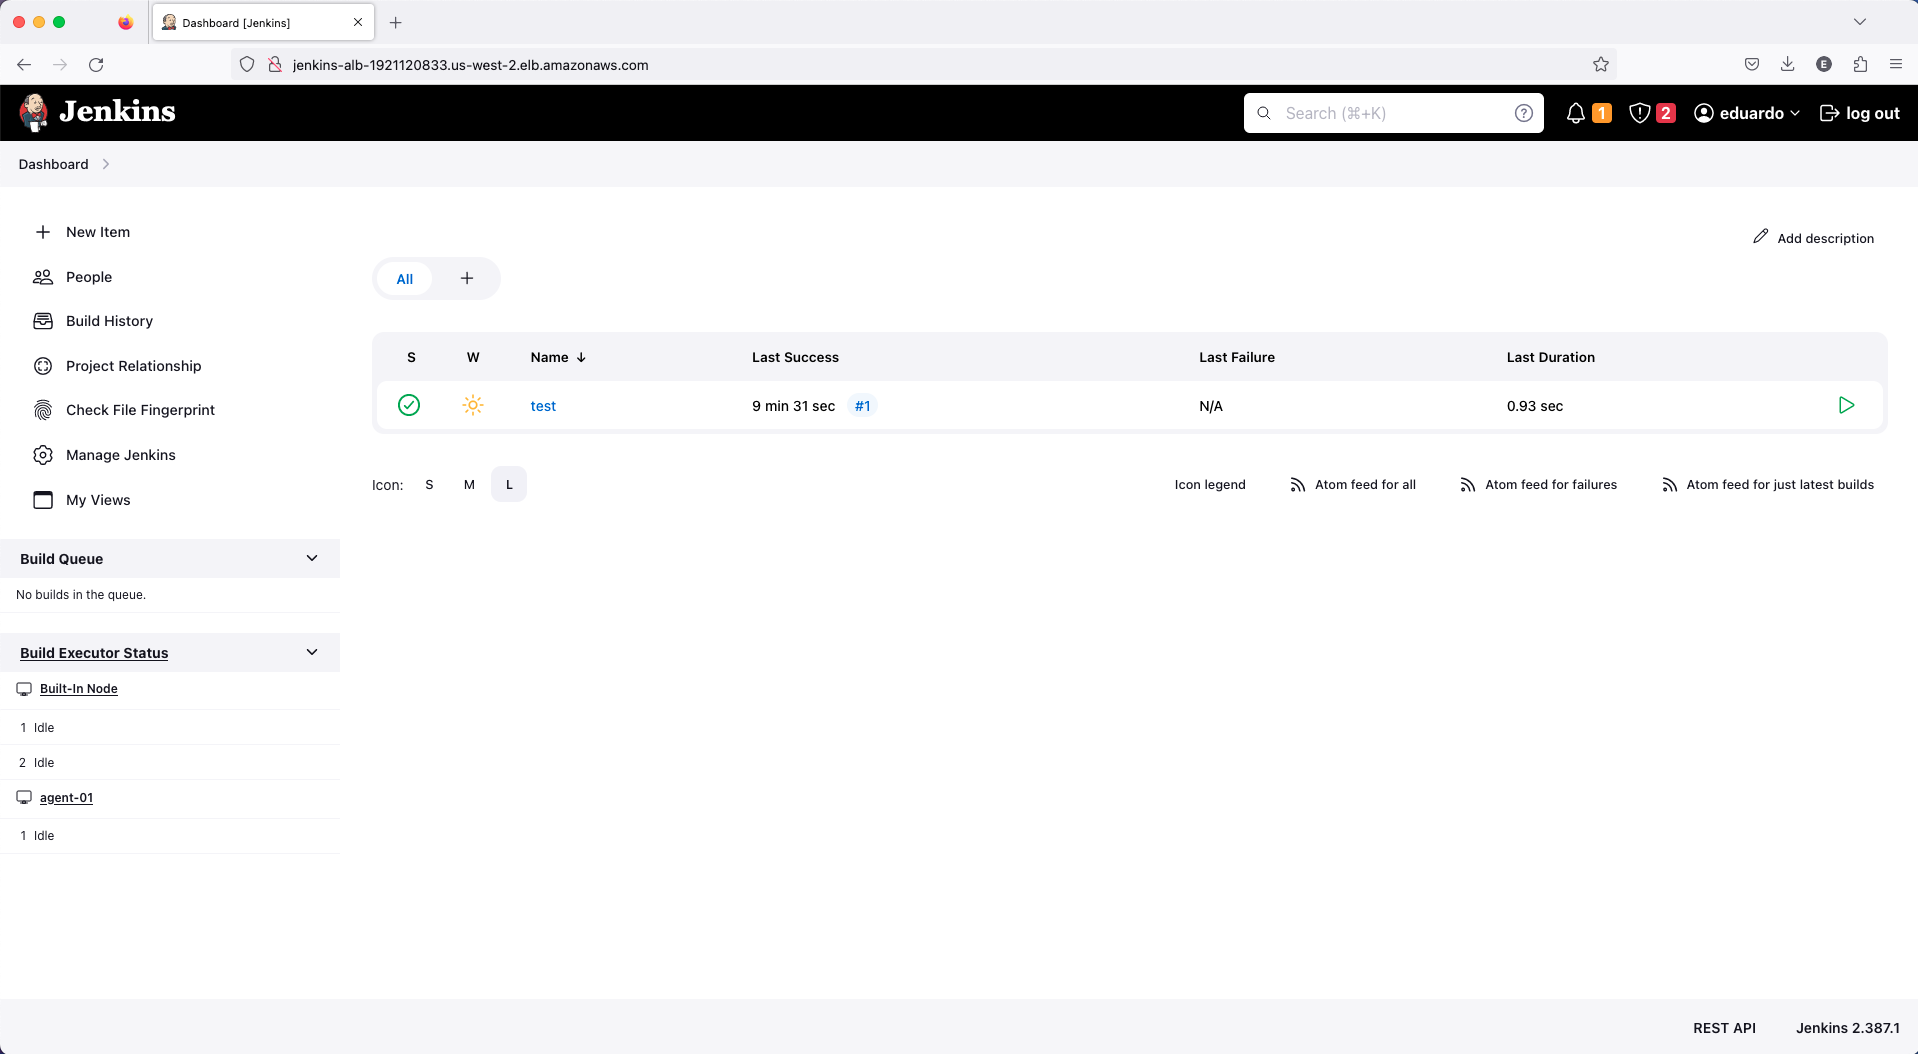 Dashboard [Jenkins]
jenkins-alb-1921120833.us-west-2.elb.amazonaws.com
E
Jenkins
Search (⌘+K)
1
2
eduardo
log out
Dashboard
New Item
People
Build History
Project Relationship
Check File Fingerprint
Manage Jenkins
My Views
Build Queue
No builds in the queue.
Build Executor Status
Built-In Node
1 Idle
2 Idle
agent-01
1 Idle
Add description
All
S W Name ↓ Last Success Last Failure Last Duration
test 9 min 31 sec #1 N/A 0.93 sec
Icon: S M L
Icon legend Atom feed for all Atom feed for failures Atom feed for just latest builds
REST API Jenkins 2.387.1